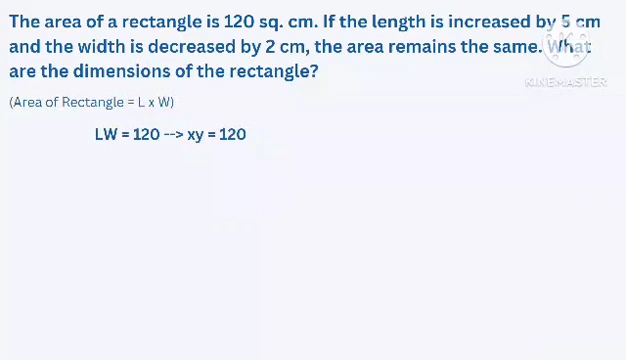 The area of a rectangle is 120 sq. cm. If the length is increased by 5 cm
and the width is decreased by 2 cm, the area remains the same. What
are the dimensions of the rectangle?
KINEMASTER
(Area of Rectangle = L x W)
LW = 120 --> xy = 120